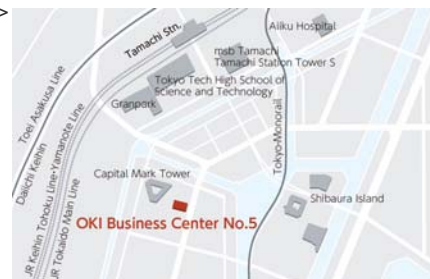 >
Tamachi Stn.
Aiiku Hospital
msb Tamachi
Tamachi Station Tower S
Tokyo Tech High School of
Science and Technology
Granpark
Toei Asakusa Line
Daiichi Keihin
JR Keihin Tohoku Line·Yamanote Line
JR Tokaido Main Line
Tokyo Monorail
Capital Mark Tower
Shibaura Island
OKI Business Center No.5